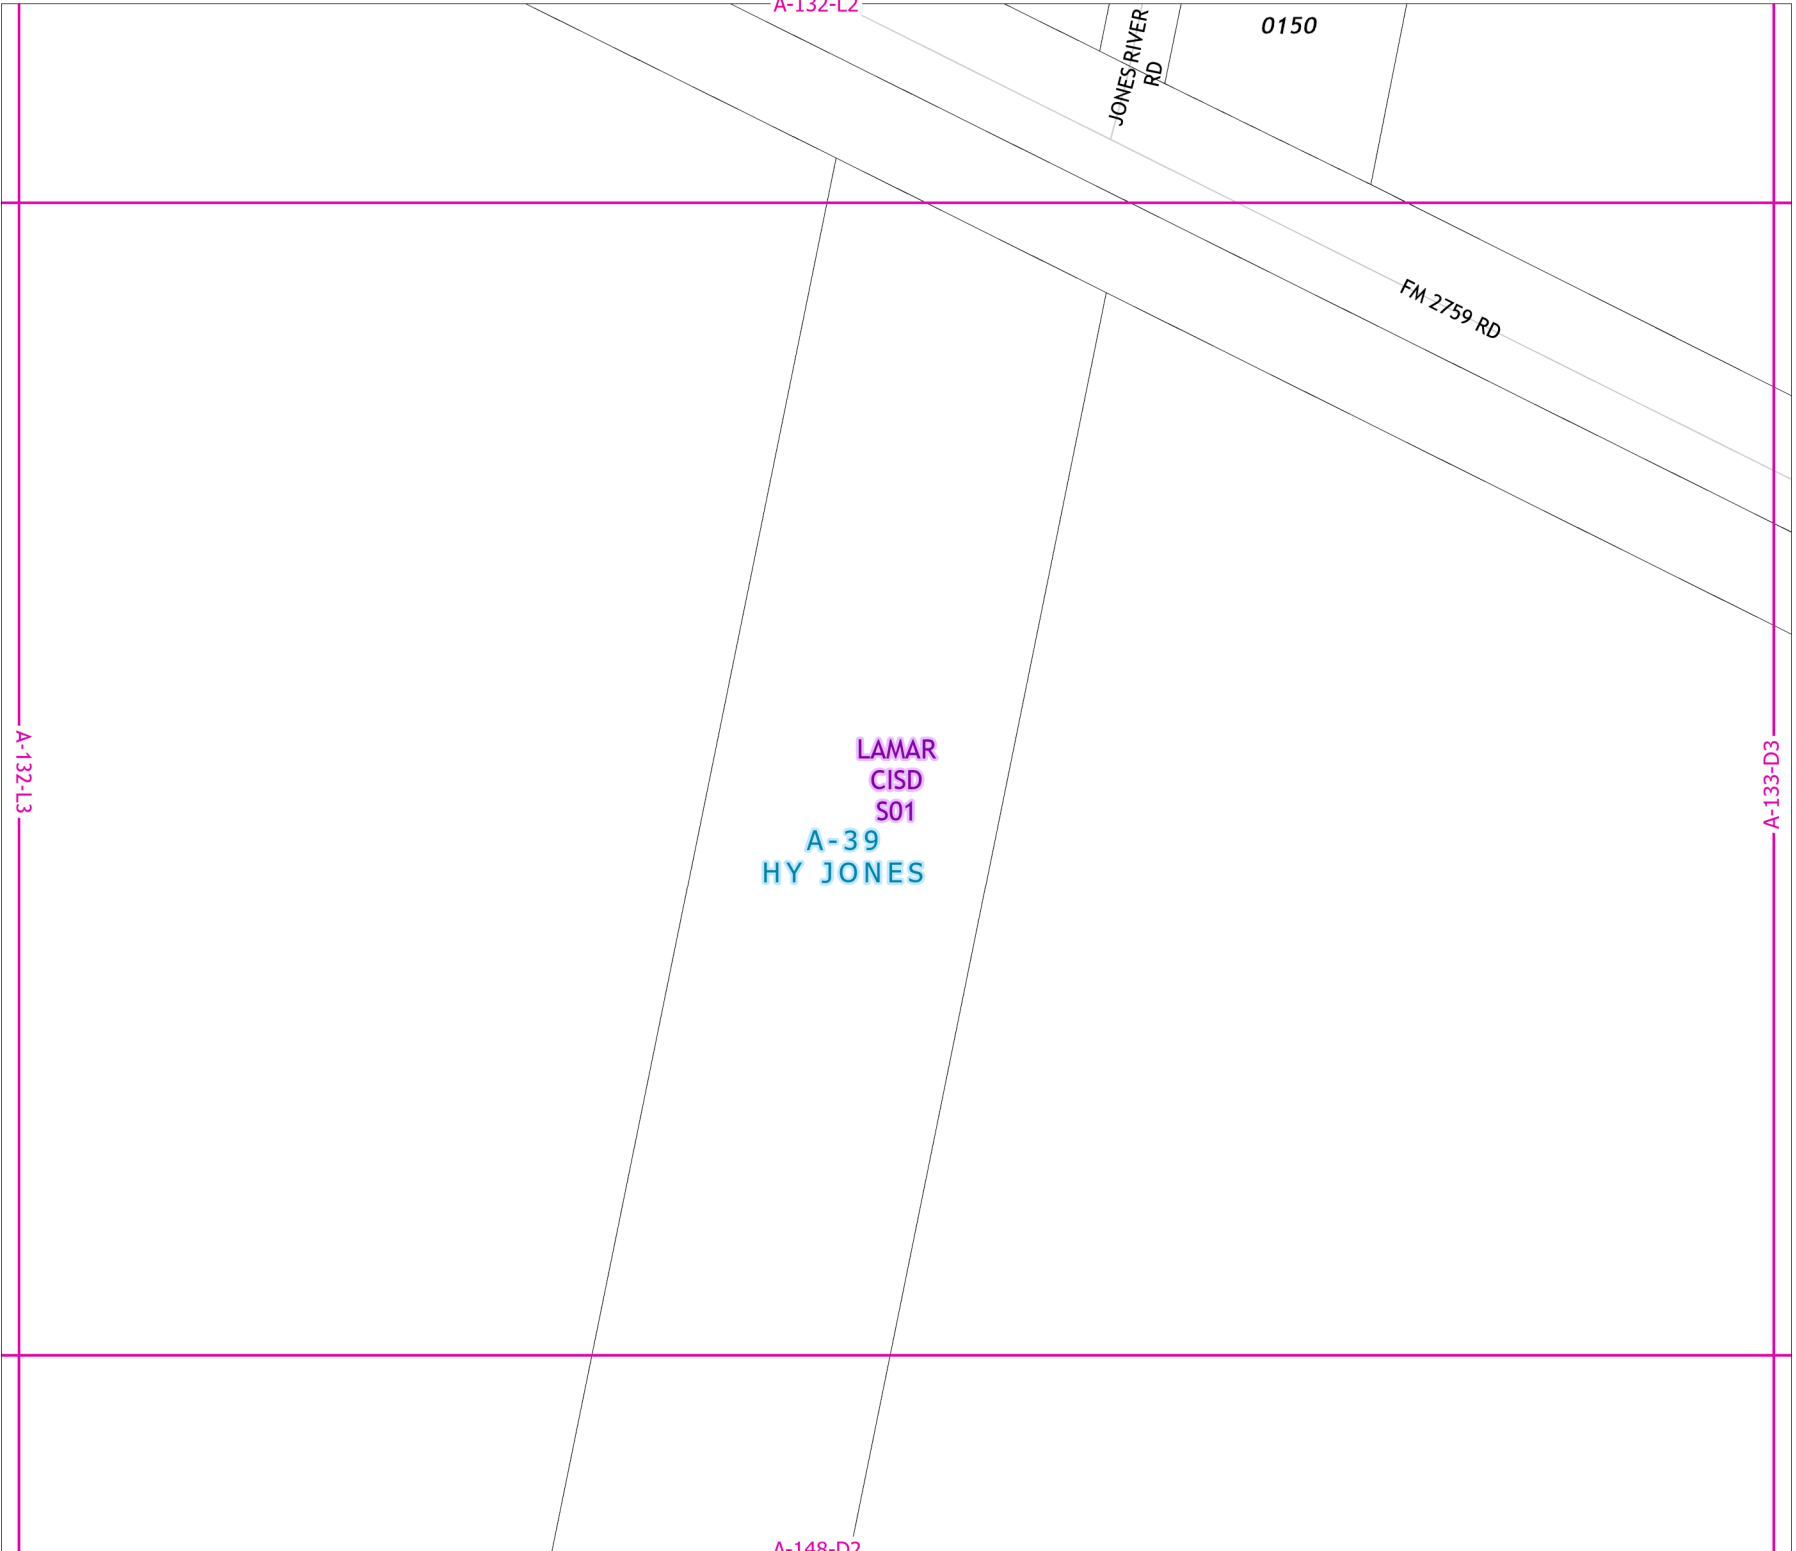 A-132-L2
0150
JONES RIVER
RD
FM 2759 RD
A-132-L3
A-133-D3
LAMAR
CISD
S01
A-39
HY JONES
A-148-D2